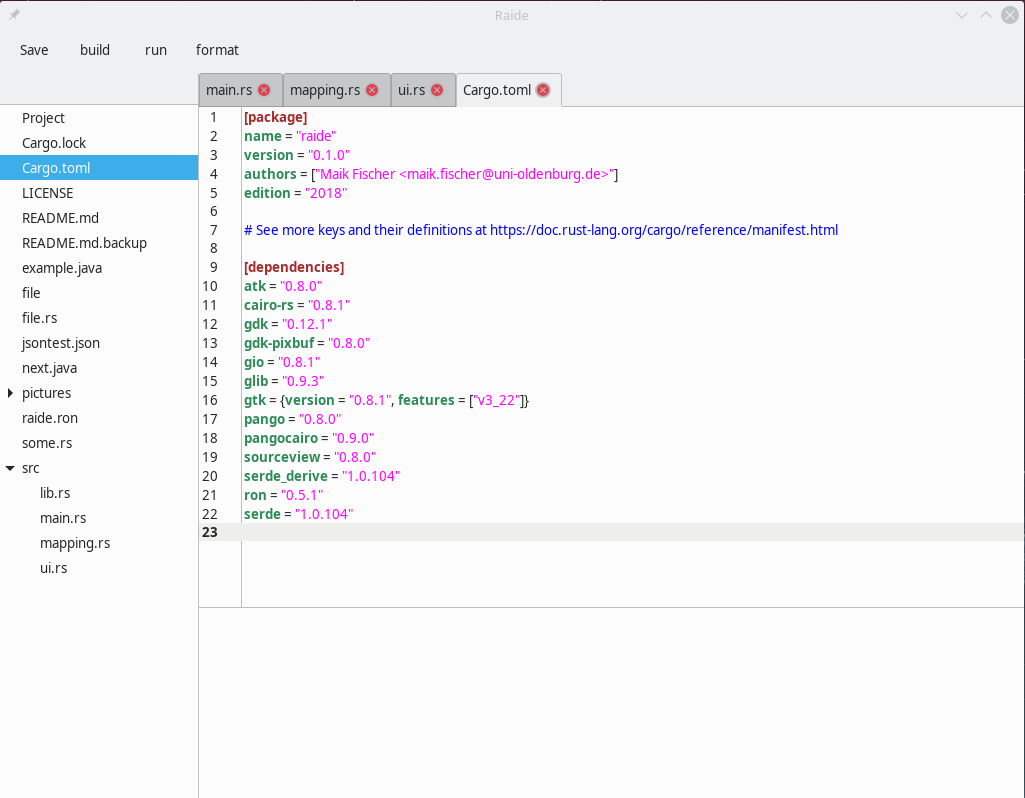 Raide
Save build run format
main.rs mapping.rs ui.rs Cargo.toml
Project
Cargo.lock
Cargo.toml
LICENSE
README.md
README.md.backup
example.java
file
file.rs
jsontest.json
next.java
pictures
raide.ron
some.rs
src
lib.rs
main.rs
mapping.rs
ui.rs
1 [package]
2 name = "raide"
3 version = "0.1.0"
4 authors = ["Maik Fischer <maik.fischer@uni-oldenburg.de>"]
5 edition = "2018"
6
7 # See more keys and their definitions at https://doc.rust-lang.org/cargo/reference/manifest.html
8
9 [dependencies]
10 atk = "0.8.0"
11 cairo-rs = "0.8.1"
12 gdk = "0.12.1"
13 gdk-pixbuf = "0.8.0"
14 gio = "0.8.1"
15 glib = "0.9.3"
16 gtk = {version = "0.8.1", features = ["v3_22"]}
17 pango = "0.8.0"
18 pangocairo = "0.9.0"
19 sourceview = "0.8.0"
20 serde_derive = "1.0.104"
21 ron = "0.5.1"
22 serde = "1.0.104"
23